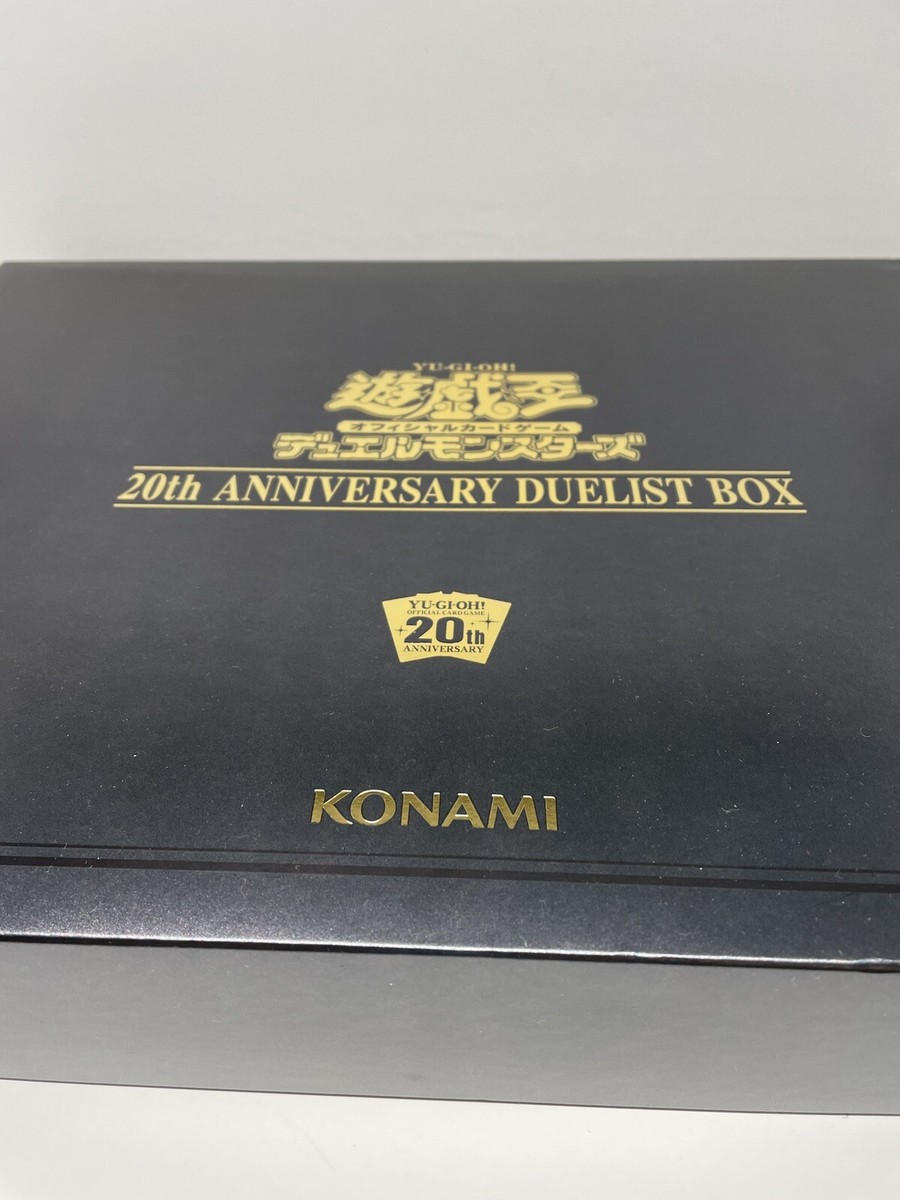 YU-GI-OH!
遊戯王
オフィシャルカードゲーム
デュエルモンスターズ
20th ANNIVERSARY DUELIST BOX
YU-GI-OH!
OFFICIAL CARD GAME
20th
ANNIVERSARY
KONAMI